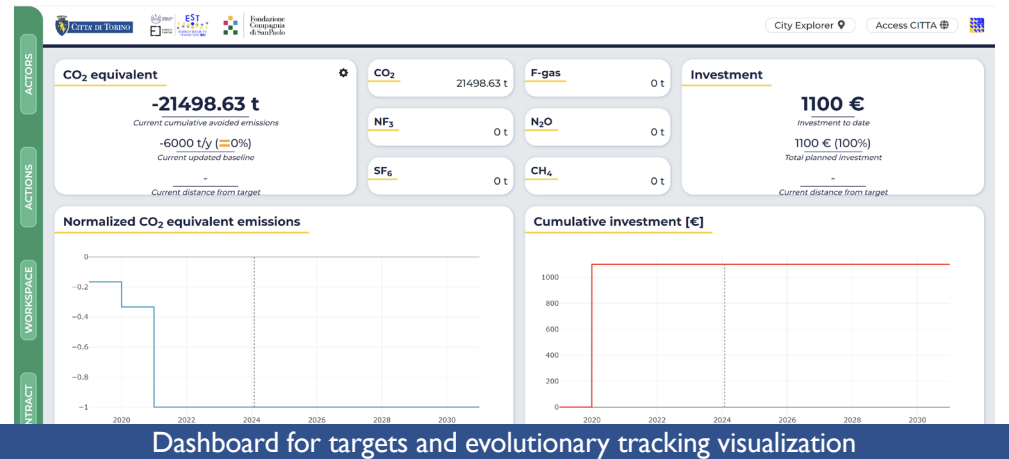 CITTA' DI TORINO
EST
Fondazione
Compagnia
di SanPaolo
City Explorer
Access CITTA
ACTORS
ACTIONS
WORKSPACE
NTRACT
CO₂ equivalent
-21498.63 t
Current cumulative avoided emissions
-6000 t/y (=0%)
Current updated baseline
-
Current distance from target
CO₂
21498.63 t
F-gas
0 t
NF₃
0 t
N₂O
0 t
SF₆
0 t
CH₄
0 t
Investment
1100 €
Investment to date
1100 € (100%)
Total planned investment
-
Current distance from target
Normalized CO₂ equivalent emissions
0
−0.2
−0.4
−0.6
−0.8
−1
2020 2022 2024 2026 2028 2030
Cumulative investment [€]
1000
800
600
400
200
0
2020 2022 2024 2026 2028 2030
Dashboard for targets and evolutionary tracking visualization